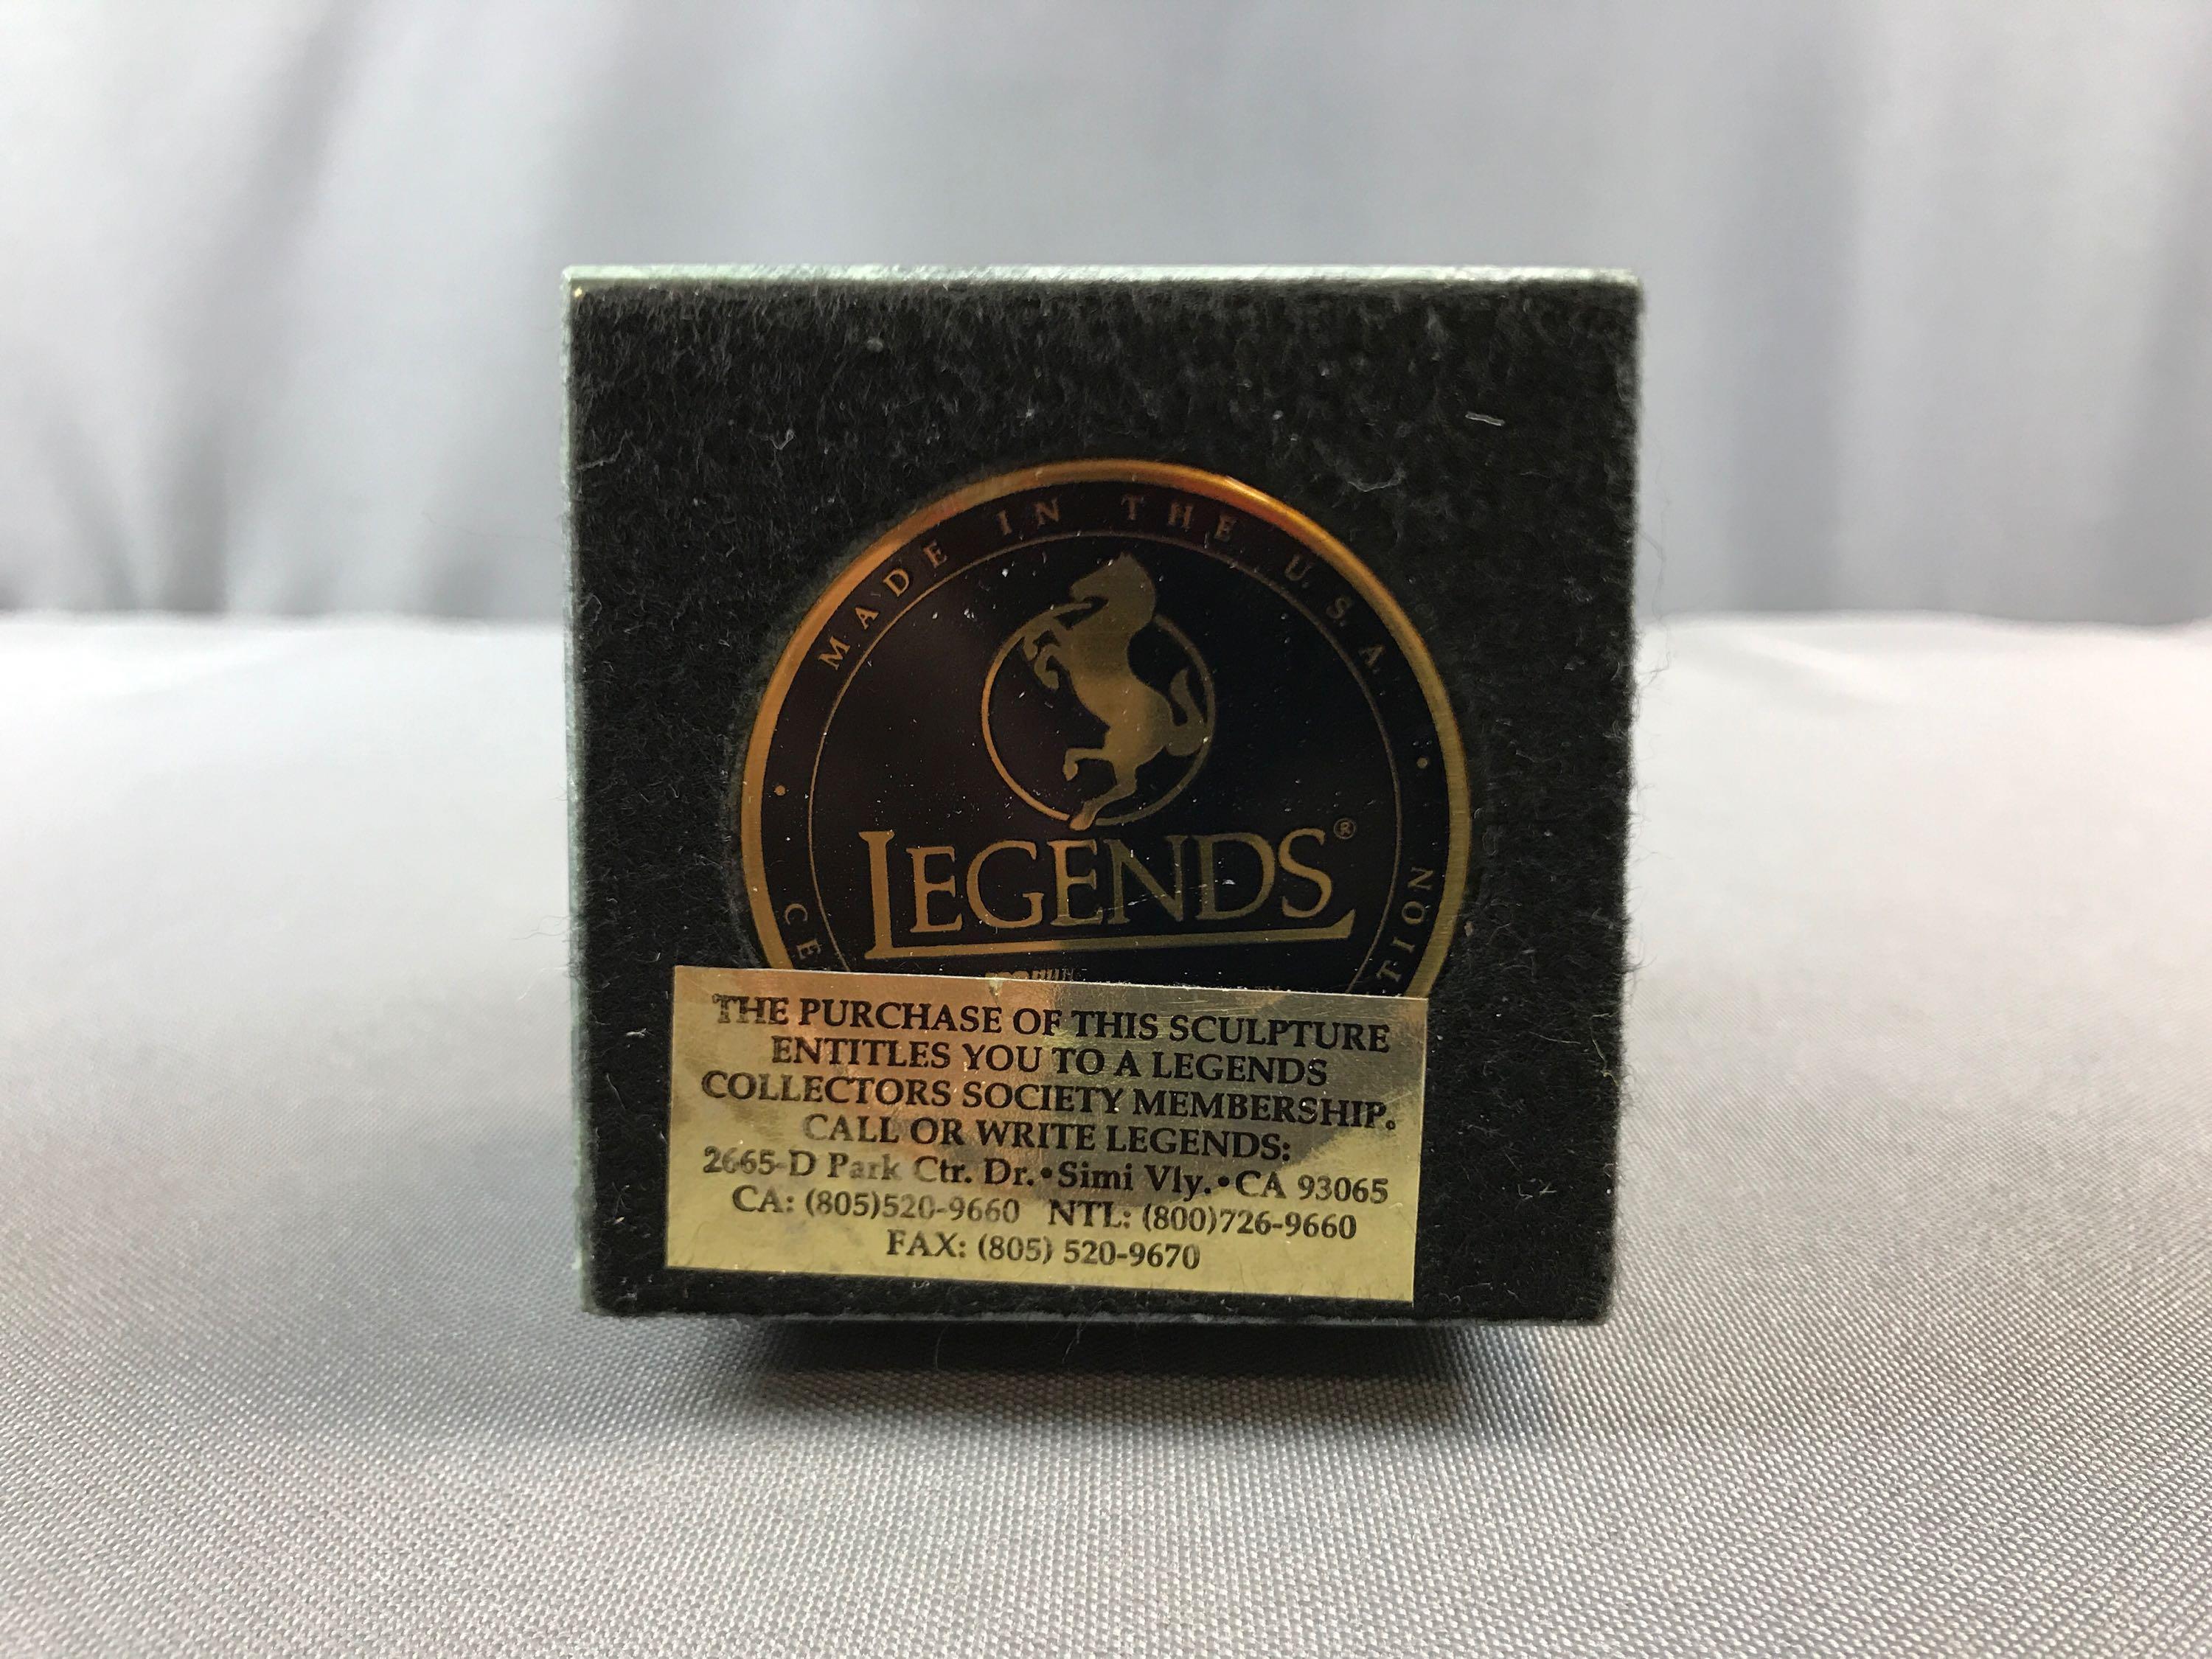 MADE IN THE U.S.A.
LEGENDS®
THE PURCHASE OF THIS SCULPTURE
ENTITLES YOU TO A LEGENDS
COLLECTORS SOCIETY MEMBERSHIP.
CALL OR WRITE LEGENDS:
2665-D Park Ctr. Dr.•Simi Vly.•CA 93065
CA: (805)520-9660 NTL: (800)726-9660
FAX: (805) 520-9670